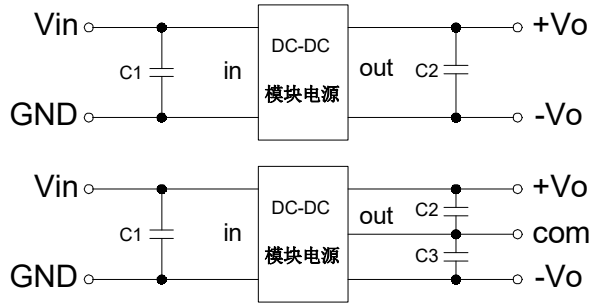 Vin
+Vo
DC-DC
C1
in
out
C2
模块电源
GND
-Vo
Vin
+Vo
DC-DC
out
C2
C1
in
com
模块电源
C3
GND
-Vo